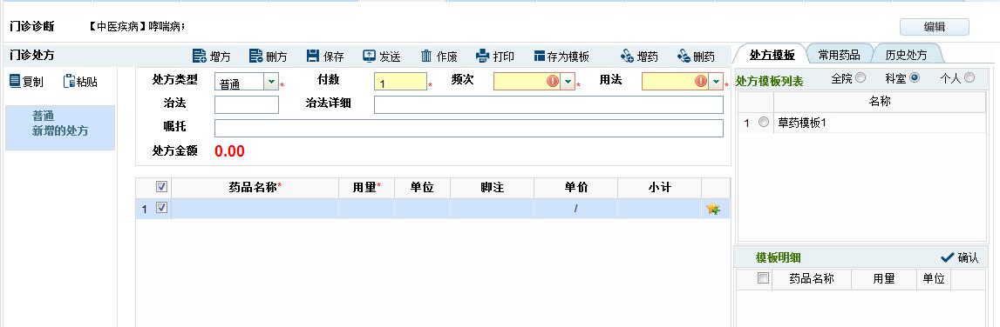 门诊诊断 【中医疾病】哮喘病; 编辑
门诊处方 增方 删方 保存 发送 作废 打印 存为模板 增药 删药 处方模板 常用药品 历史处方
复制 粘贴 处方类型 普通 * 付数 1 * 频次 * 用法 * 处方模板列表 全院 科室 个人
治法 治法详细 名称
普通
新增的处方
嘱托 1 草药模板1
处方金额 0.00
药品名称* 用量* 单位 脚注 单价 小计
1 /
模板明细 确认
药品名称 用量 单位